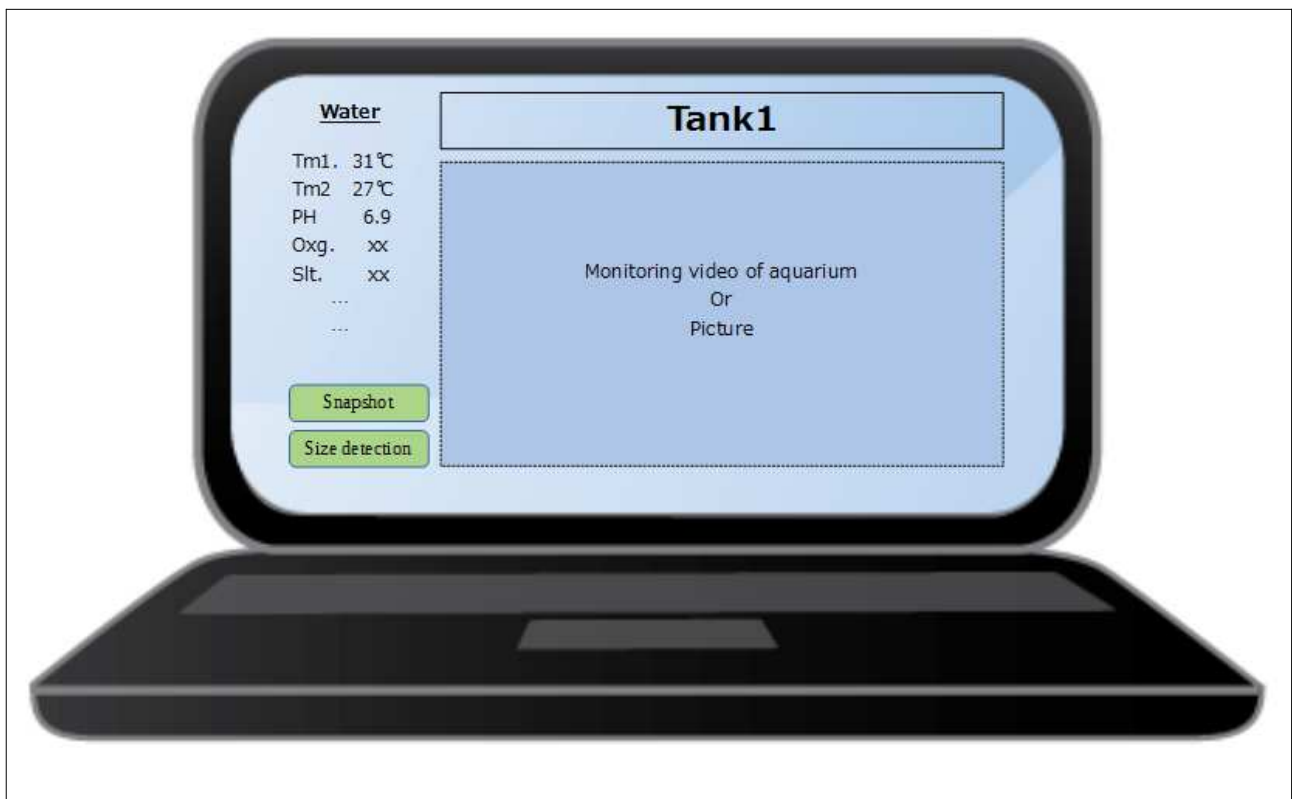 Water
Tm1. 31℃
Tm2 27℃
PH 6.9
Oxg. xx
Slt. xx
...
...
Snapshot
Size detection
Tank1
Monitoring video of aquarium
Or
Picture